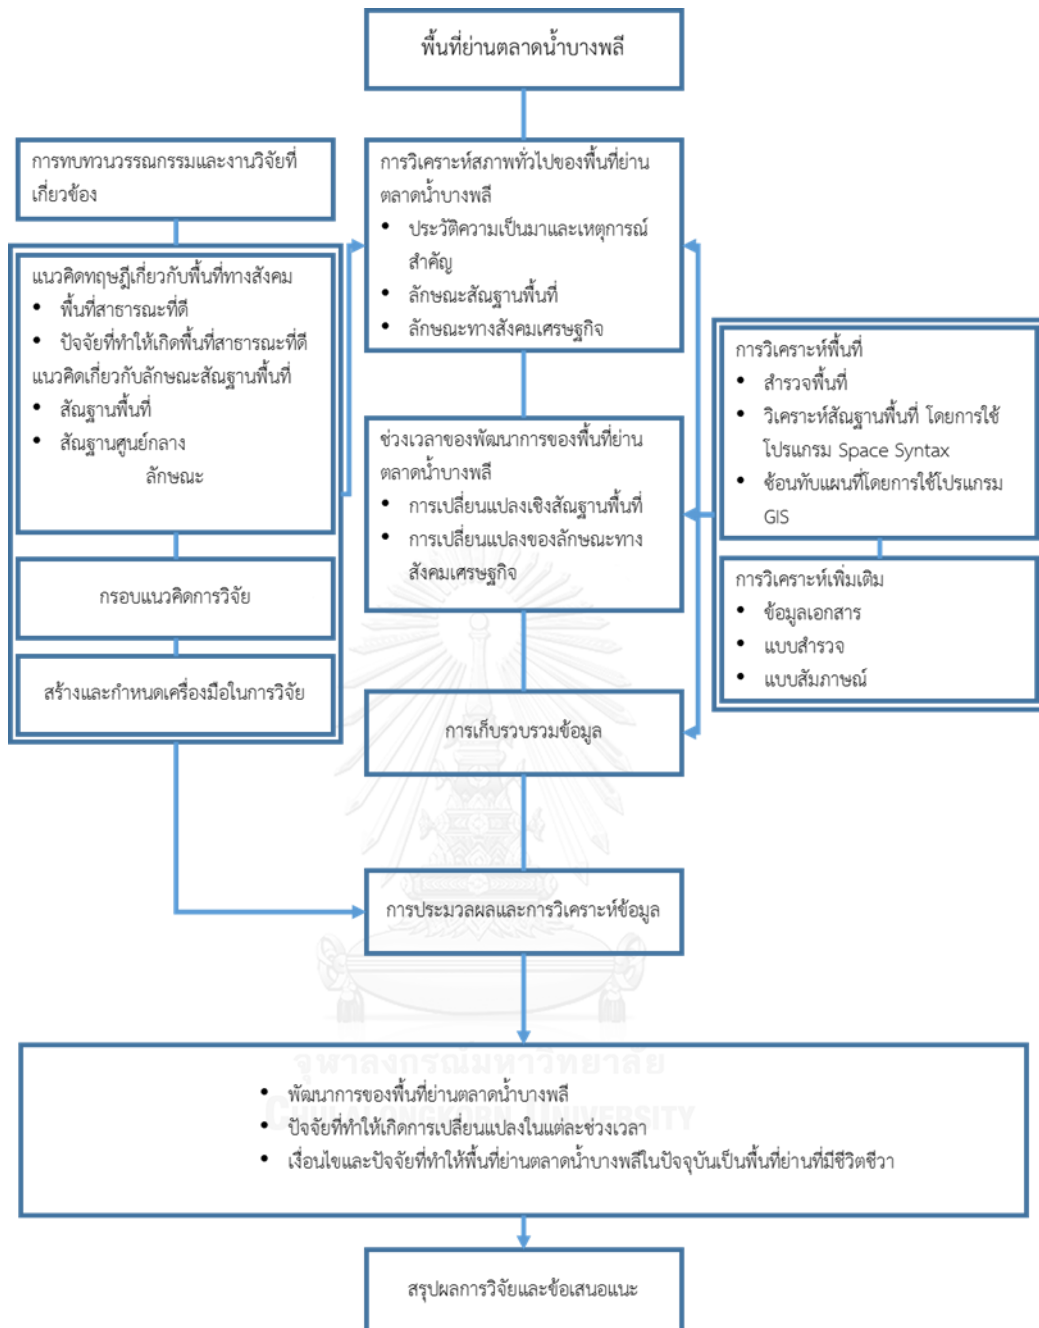 พื้นที่ย่านตลาดน้ำบางพลี
การทบทวนวรรณกรรมและงานวิจัยที่
เกี่ยวข้อง
แนวคิดทฤษฎีเกี่ยวกับพื้นที่ทางสังคม
• พื้นที่สาธารณะที่ดี
• ปัจจัยที่ทำให้เกิดพื้นที่สาธารณะที่ดี
แนวคิดเกี่ยวกับลักษณะสัณฐานพื้นที่
• สัณฐานพื้นที่
• สัณฐานศูนย์กลาง
ลักษณะ
กรอบแนวคิดการวิจัย
สร้างและกำหนดเครื่องมือในการวิจัย
การวิเคราะห์สภาพทั่วไปของพื้นที่ย่าน
ตลาดน้ำบางพลี
• ประวัติความเป็นมาและเหตุการณ์
สำคัญ
• ลักษณะสัณฐานพื้นที่
• ลักษณะทางสังคมเศรษฐกิจ
ช่วงเวลาของพัฒนาการของพื้นที่ย่าน
ตลาดน้ำบางพลี
• การเปลี่ยนแปลงเชิงสัณฐานพื้นที่
• การเปลี่ยนแปลงของลักษณะทาง
สังคมเศรษฐกิจ
การเก็บรวบรวมข้อมูล
การวิเคราะห์พื้นที่
• สำรวจพื้นที่
• วิเคราะห์สัณฐานพื้นที่ โดยการใช้
โปรแกรม Space Syntax
• ซ้อนทับแผนที่โดยการใช้โปรแกรม
GIS
การวิเคราะห์เพิ่มเติม
• ข้อมูลเอกสาร
• แบบสำรวจ
• แบบสัมภาษณ์
การประมวลผลและการวิเคราะห์ข้อมูล
จุฬาลงกรณ์มหาวิทยาลัย
CHULALONGKORN UNIVERSITY
• พัฒนาการของพื้นที่ย่านตลาดน้ำบางพลี
• ปัจจัยที่ทำให้เกิดการเปลี่ยนแปลงในแต่ละช่วงเวลา
• เงื่อนไขและปัจจัยที่ทำให้พื้นที่ย่านตลาดน้ำบางพลีในปัจจุบันเป็นพื้นที่ย่านที่มีชีวิตชีวา
สรุปผลการวิจัยและข้อเสนอแนะ